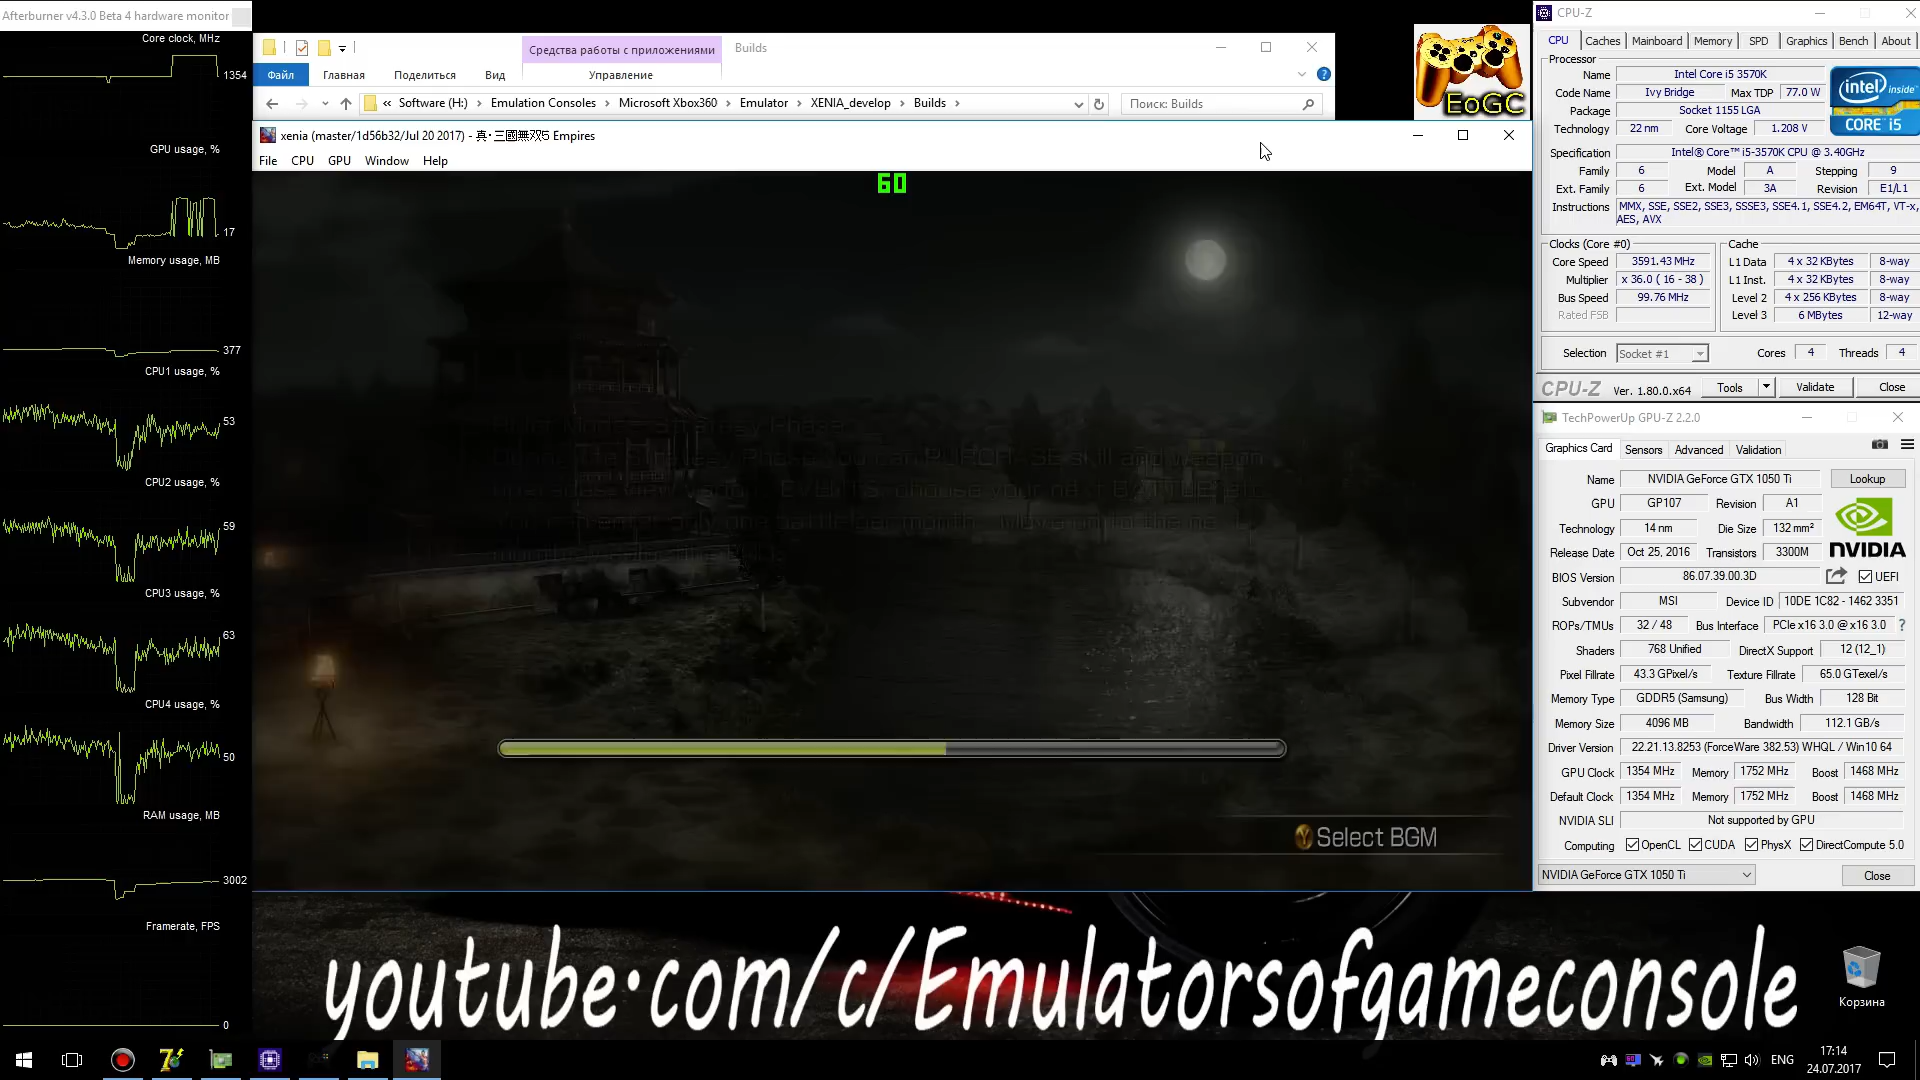 Afterburner v4.3.0 Beta 4 hardware monitor
Core clock, MHz
1354
GPU usage, %
17
Memory usage, MB
377
CPU1 usage, %
53
CPU2 usage, %
59
CPU3 usage, %
63
CPU4 usage, %
50
RAM usage, MB
3002
Framerate, FPS
0
Средства работы с приложениями Builds
Файл Главная Поделиться Вид Управление
« Software (H:) Emulation Consoles Microsoft Xbox360 Emulator XENIA_develop Builds Поиск: Builds
EoGC
xenia (master/1d56b32/Jul 20 2017) - 真・三國無双5 Empires
File CPU GPU Window Help
60
Select BGM
CPU-Z
CPU Caches Mainboard Memory SPD Graphics Bench About
Processor
Name Intel Core i5 3570K
Code Name Ivy Bridge Max TDP 77.0 W
Package Socket 1155 LGA
Technology 22 nm Core Voltage 1.208 V
intel inside
CORE i5
Specification Intel® Core™ i5-3570K CPU @ 3.40GHz
Family 6 Model A Stepping 9
Ext. Family 6 Ext. Model 3A Revision E1/L1
Instructions MMX, SSE, SSE2, SSE3, SSSE3, SSE4.1, SSE4.2, EM64T, VT-x,
AES, AVX
Clocks (Core #0) Cache
Core Speed 3591.43 MHz L1 Data 4 x 32 KBytes 8-way
Multiplier x 36.0 ( 16 - 38 ) L1 Inst. 4 x 32 KBytes 8-way
Bus Speed 99.76 MHz Level 2 4 x 256 KBytes 8-way
Rated FSB Level 3 6 MBytes 12-way
Selection Socket #1 Cores 4 Threads 4
CPU-Z Ver. 1.80.0.x64 Tools Validate Close
TechPowerUp GPU-Z 2.2.0
Graphics Card Sensors Advanced Validation
Name NVIDIA GeForce GTX 1050 Ti Lookup
GPU GP107 Revision A1
Technology 14 nm Die Size 132 mm²
Release Date Oct 25, 2016 Transistors 3300M
NVIDIA
BIOS Version 86.07.39.00.3D UEFI
Subvendor MSI Device ID 10DE 1C82 - 1462 3351
ROPs/TMUs 32 / 48 Bus Interface PCIe x16 3.0 @ x16 3.0 ?
Shaders 768 Unified DirectX Support 12 (12_1)
Pixel Fillrate 43.3 GPixel/s Texture Fillrate 65.0 GTexel/s
Memory Type GDDR5 (Samsung) Bus Width 128 Bit
Memory Size 4096 MB Bandwidth 112.1 GB/s
Driver Version 22.21.13.8253 (ForceWare 382.53) WHQL / Win10 64
GPU Clock 1354 MHz Memory 1752 MHz Boost 1468 MHz
Default Clock 1354 MHz Memory 1752 MHz Boost 1468 MHz
NVIDIA SLI Not supported by GPU
Computing OpenCL CUDA PhysX DirectCompute 5.0
NVIDIA GeForce GTX 1050 Ti Close
youtube.com/c/Emulatorsofgameconsole
Корзина
ENG
17:14
24.07.2017